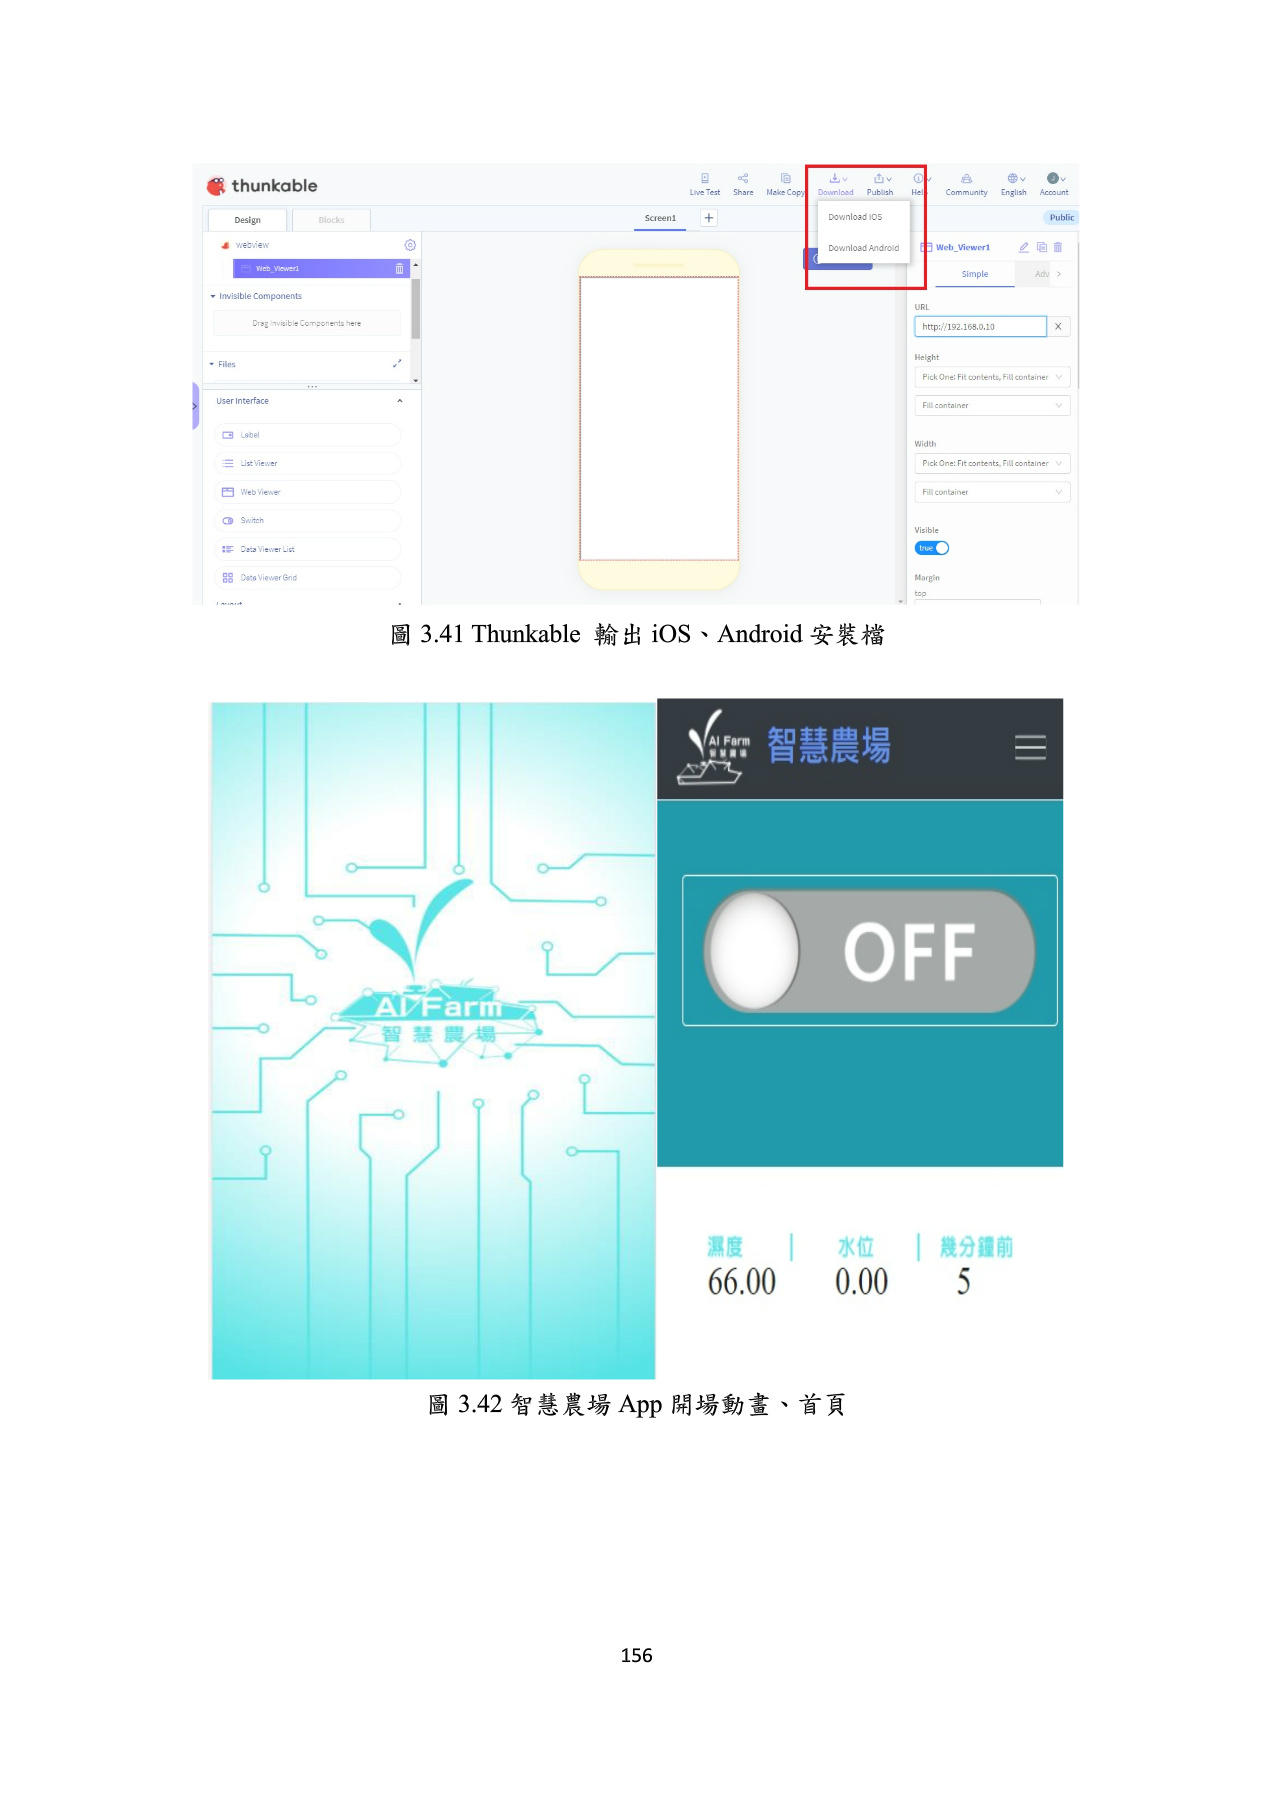 thunkable
Live Test Share Make Copy Download Publish Help Community English Account
Design Blocks Screen1 + Public
Download iOS
Download Android
webview
Web_Viewer1
Invisible Components
Drag Invisible Components here
Files
User Interface
Label
List Viewer
Web Viewer
Switch
Data Viewer List
Data Viewer Grid
Layout
Web_Viewer1
Simple Adv
URL
http://192.168.0.10 X
Height
Pick One: Fit contents, Fill container
Fill container
Width
Pick One: Fit contents, Fill container
Fill container
Visible
true
Margin
top
圖 3.41 Thunkable 輸出 iOS、Android 安裝檔
AI Farm
智慧農場
AI Farm
智慧農場
智慧農場
OFF
濕度 水位 幾分鐘前
66.00 0.00 5
圖 3.42 智慧農場 App 開場動畫、首頁
156